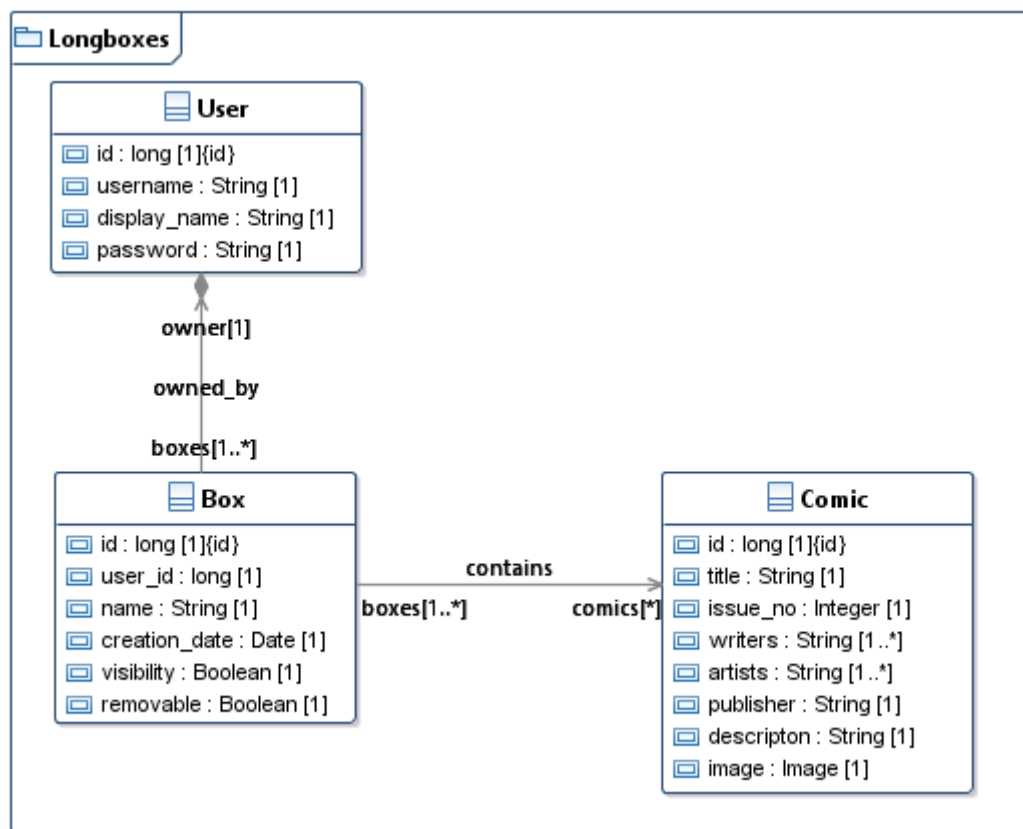 Longboxes
User
id : long [1]{id}
username : String [1]
display_name : String [1]
password : String [1]
owner[1]
owned_by
boxes[1..*]
Box
id : long [1]{id}
user_id : long [1]
name : String [1]
creation_date : Date [1]
visibility : Boolean [1]
removable : Boolean [1]
contains
boxes[1..*]
comics[*]
Comic
id : long [1]{id}
title : String [1]
issue_no : Integer [1]
writers : String [1..*]
artists : String [1..*]
publisher : String [1]
descripton : String [1]
image : Image [1]